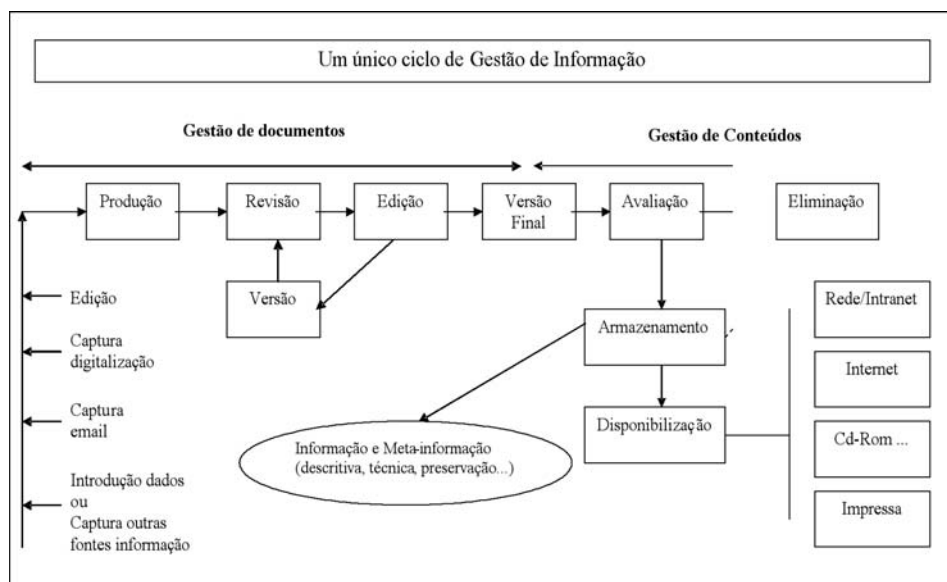 Um único ciclo de Gestão de Informação
Gestão de documentos
Gestão de Conteúdos
Produção
Revisão
Edição
Versão
Final
Avaliação
Eliminação
Versão
Edição
Captura
digitalização
Captura
email
Introdução dados
ou
Captura outras
fontes informação
Armazenamento
Disponibilização
Informação e Meta-informação
(descritiva, técnica, preservação...)
Rede/Intranet
Internet
Cd-Rom ...
Impressa